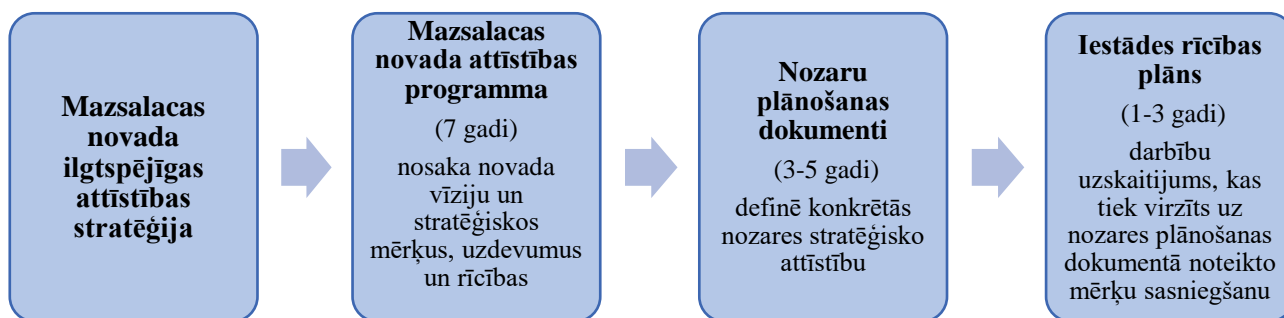 Mazsalacas
novada
ilgtspējīgas
attīstības
stratēģija
Mazsalacas
novada attīstības
programma
(7 gadi)
nosaka novada
vīziju un
stratēģiskos
mērķus, uzdevumus
un rīcības
Nozaru
plānošanas
dokumenti
(3-5 gadi)
definē konkrētās
nozares stratēģisko
attīstību
Iestādes rīcības
plāns
(1-3 gadi)
darbību
uzskaitijums, kas
tiek virzīts uz
nozares plānošanas
dokumentā noteikto
mērķu sasniegšanu